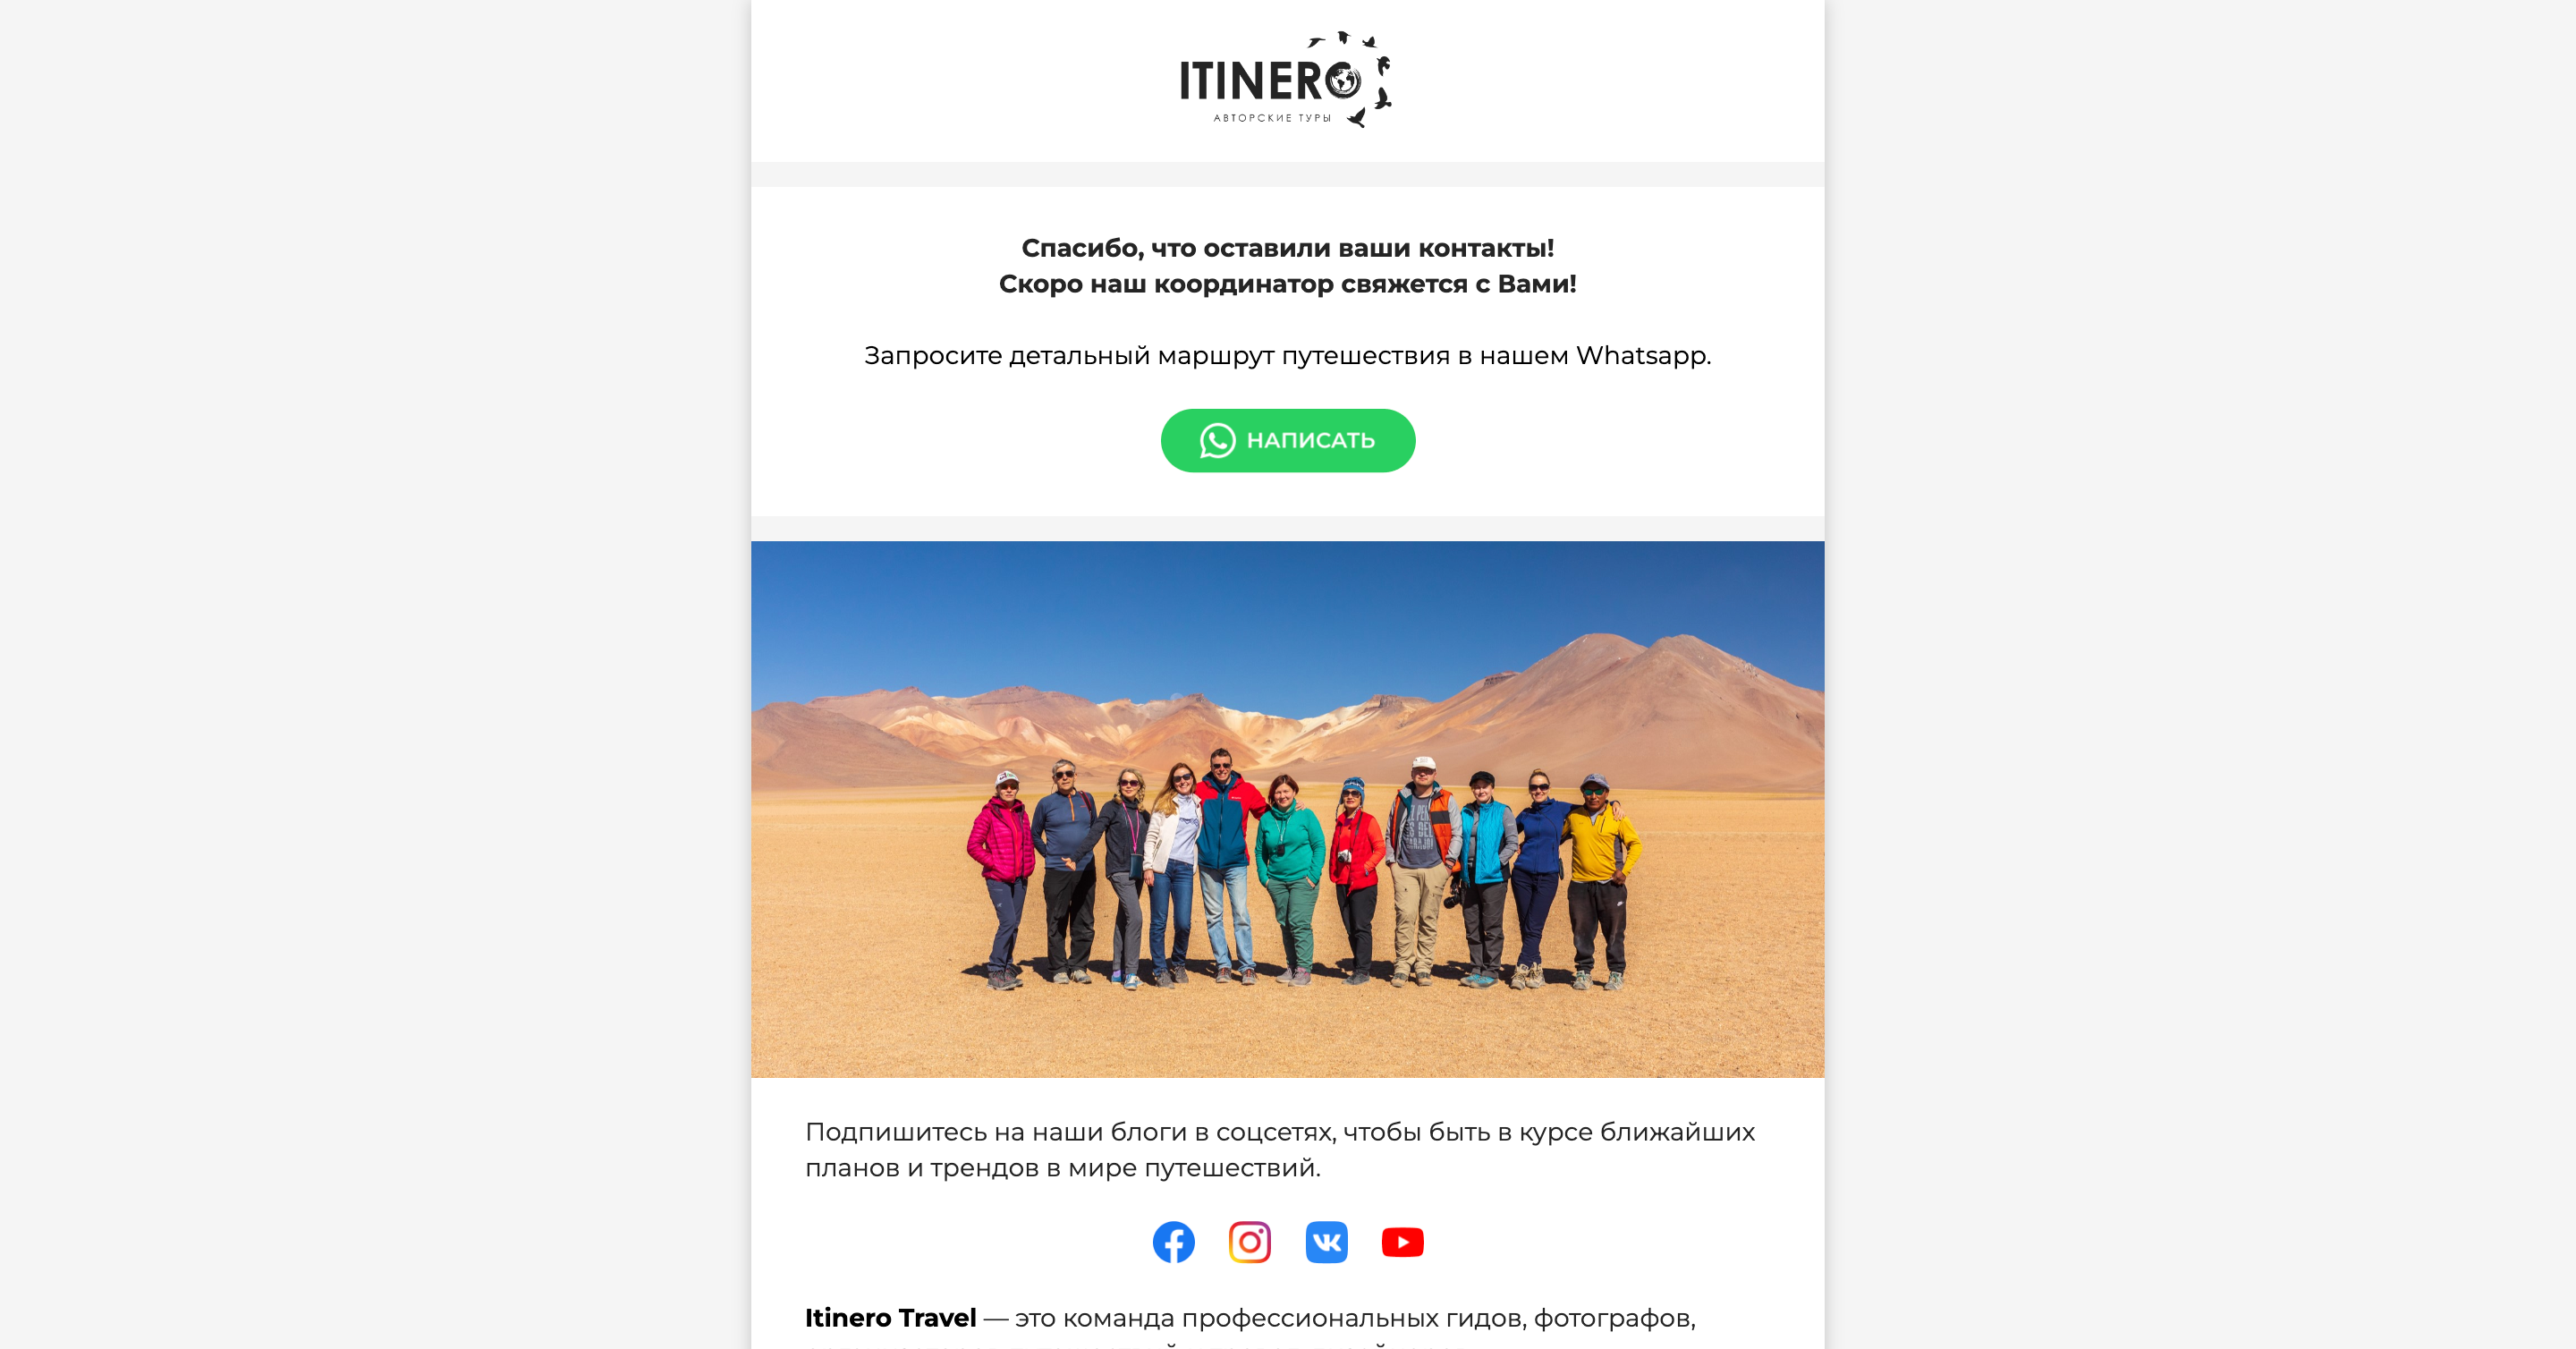 ITINERO
АВТОРСКИЕ ТУРЫ
Спасибо, что оставили ваши контакты!
Скоро наш координатор свяжется с Вами!
Запросите детальный маршрут путешествия в нашем Whatsapp.
НАПИСАТЬ
Подпишитесь на наши блоги в соцсетях, чтобы быть в курсе ближайших
планов и трендов в мире путешествий.
Itinero Travel — это команда профессиональных гидов, фотографов,